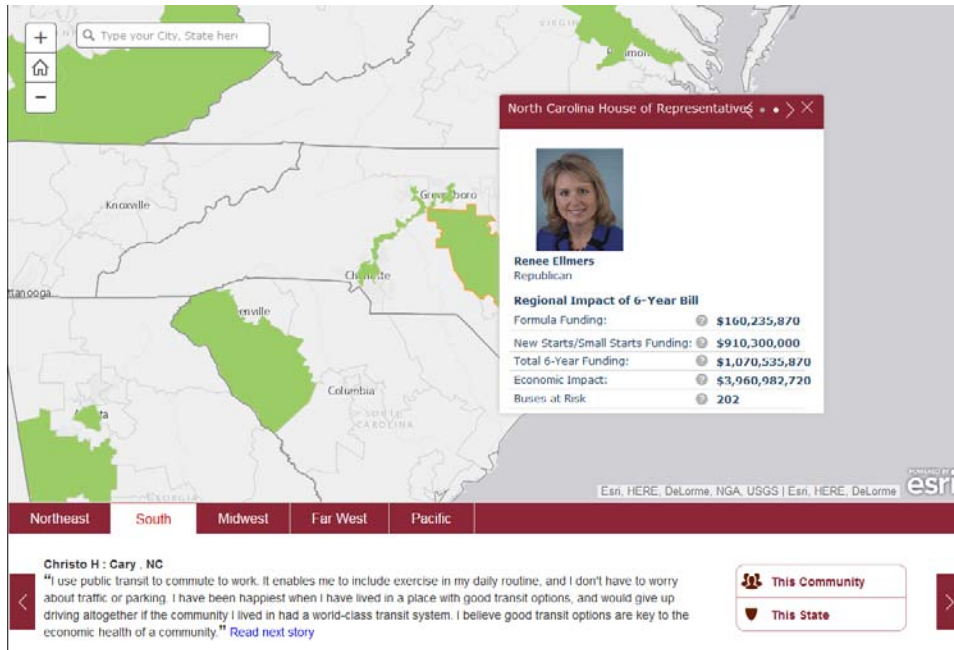 +
Type your City, State here
−
VIRGIN
North Carolina House of Representatives
Knoxville
Charlotte
Renee Ellmers
Republican
Regional Impact of 6-Year Bill
Formula Funding: $160,235,870
New Starts/Small Starts Funding: $910,300,000
Total 6-Year Funding: $1,070,535,870
Economic Impact: $3,960,982,720
Buses at Risk 202
tanooga
enville
Columbia
SOUTH
CAROLINA
GEORGIA
Esri, HERE, DeLorme, NGA, USGS | Esri, HERE, DeLorme
POWERED BY
esri
Northeast South Midwest Far West Pacific
Christo H : Cary , NC
“I use public transit to commute to work. It enables me to include exercise in my daily routine, and I don't have to worry
about traffic or parking. I have been happiest when I have lived in a place with good transit options, and would give up
driving altogether if the community I lived in had a world-class transit system. I believe good transit options are key to the
economic health of a community.” Read next story
This Community
This State